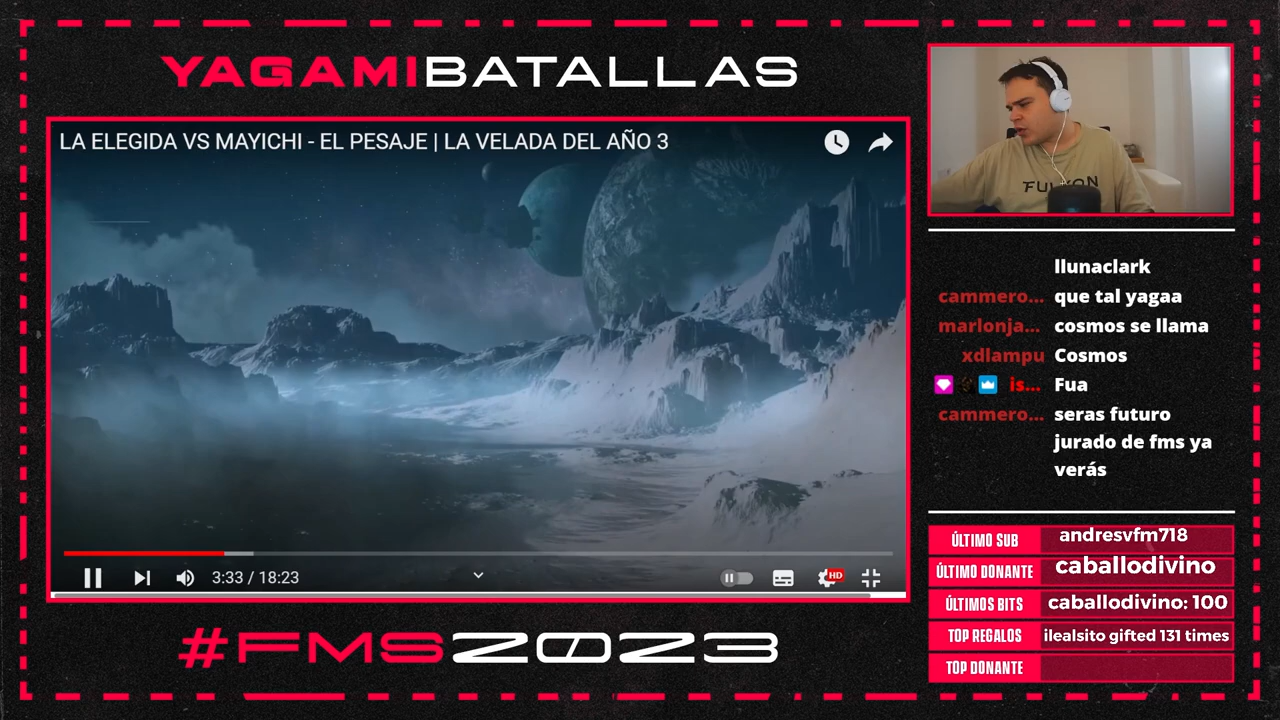 YAGAMIBATALLAS
LA ELEGIDA VS MAYICHI - EL PESAJE | LA VELADA DEL AÑO 3
3:33 / 18:23
HD
#FMS2023
FULXON
llunaclark
cammero... que tal yagaa
marlonja... cosmos se llama
xdlampu Cosmos
is... Fua
cammero... seras futuro
jurado de fms ya
verás
ÚLTIMO SUB andresvfm718
ÚLTIMO DONANTE caballodivino
ÚLTIMOS BITS caballodivino: 100
TOP REGALOS ilealsito gifted 131 times
TOP DONANTE